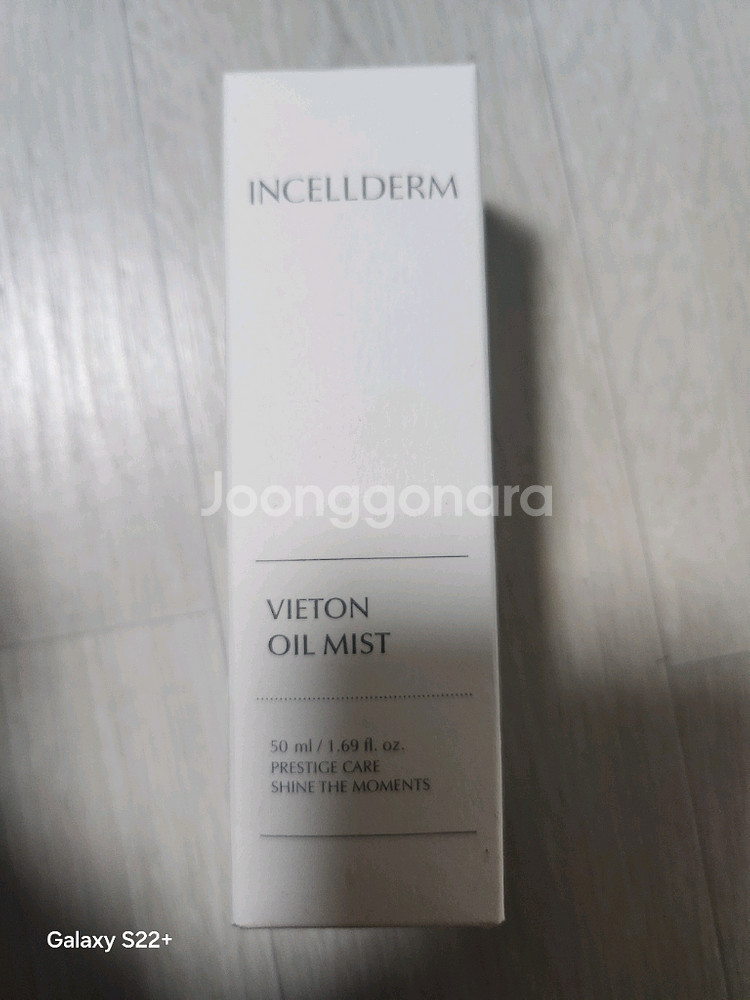 INCELLDERM
Joonggonara
VIETON
OIL MIST
50 ml / 1.69 fl. oz.
PRESTIGE CARE
SHINE THE MOMENTS
Galaxy S22+